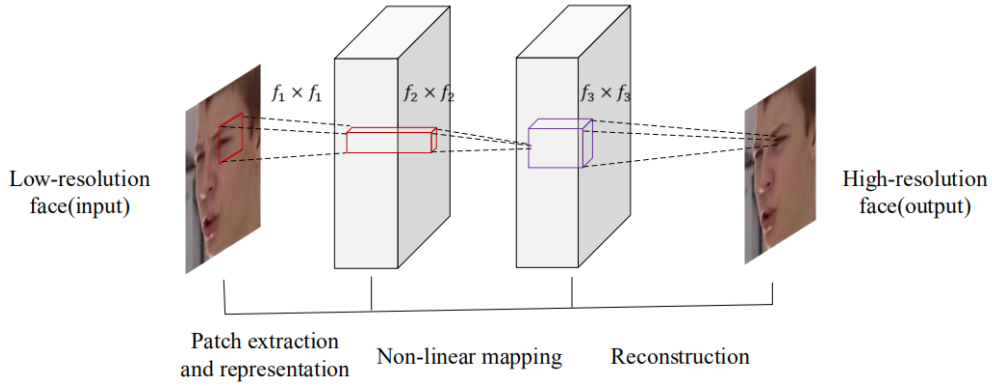 f₁ × f₁
f₂ × f₂
f₃ × f₃
Low-resolution
face(input)
High-resolution
face(output)
Patch extraction
and representation
Non-linear mapping
Reconstruction